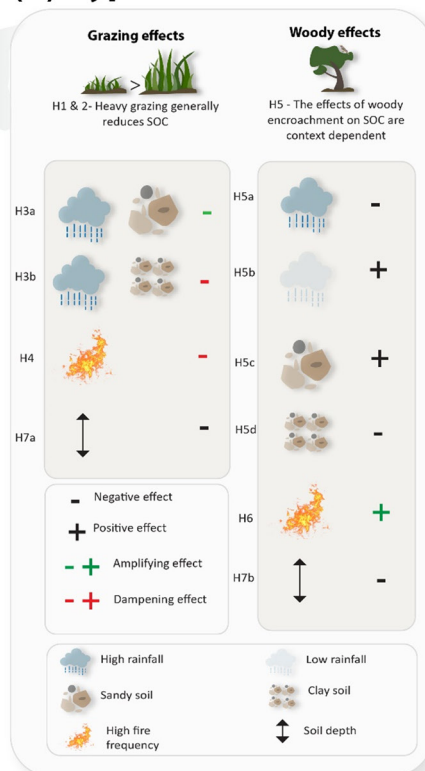 Grazing effects
>
H1 & 2- Heavy grazing generally
reduces SOC
Woody effects
H5 - The effects of woody
encroachment on SOC are
context dependent
H3a -
H3b -
H4 -
H7a -
- Negative effect
+ Positive effect
- + Amplifying effect
- + Dampening effect
H5a -
H5b +
H5c +
H5d -
H6 +
H7b -
High rainfall
Low rainfall
Sandy soil
Clay soil
High fire
frequency
Soil depth